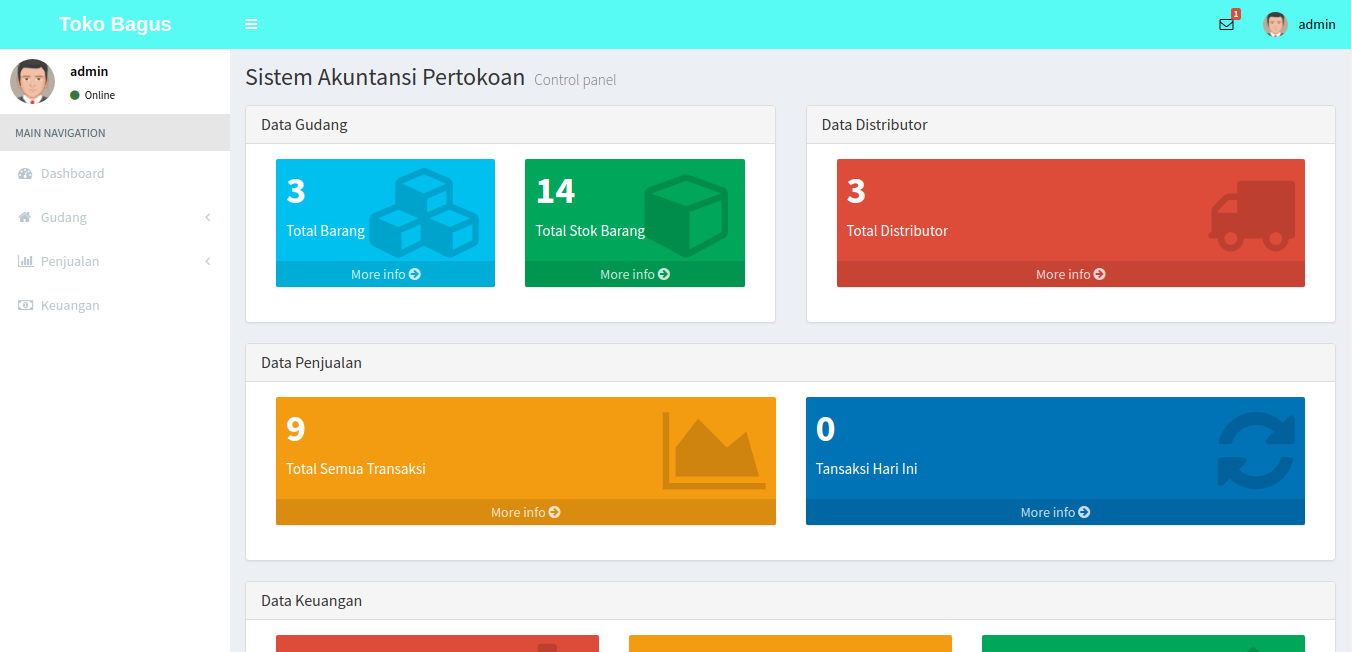 Toko Bagus
1
admin
admin
Online
MAIN NAVIGATION
Dashboard
Gudang
Penjualan
Keuangan
Sistem Akuntansi Pertokoan Control panel
Data Gudang
3
Total Barang
More info
14
Total Stok Barang
More info
Data Distributor
3
Total Distributor
More info
Data Penjualan
9
Total Semua Transaksi
More info
0
Tansaksi Hari Ini
More info
Data Keuangan